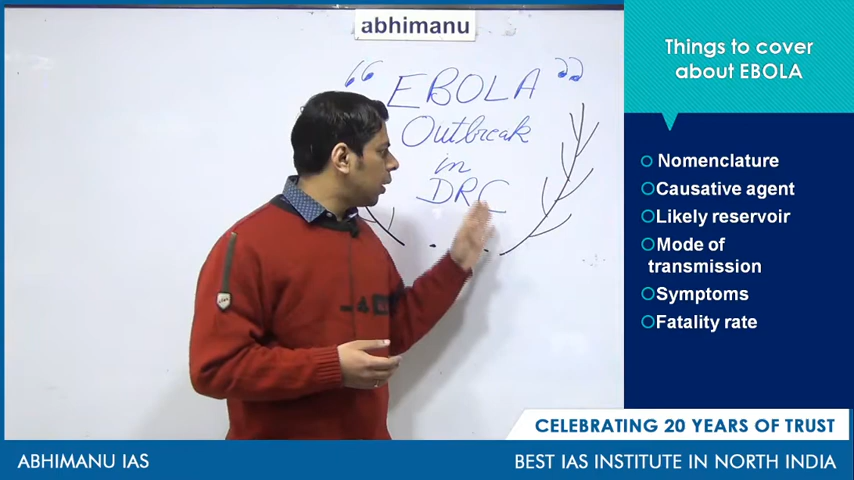 abhimanu
“ EBOLA ”
Outbreak
in
DRC
Things to cover
about EBOLA
Nomenclature
Causative agent
Likely reservoir
Mode of
transmission
Symptoms
Fatality rate
CELEBRATING 20 YEARS OF TRUST
ABHIMANU IAS
BEST IAS INSTITUTE IN NORTH INDIA